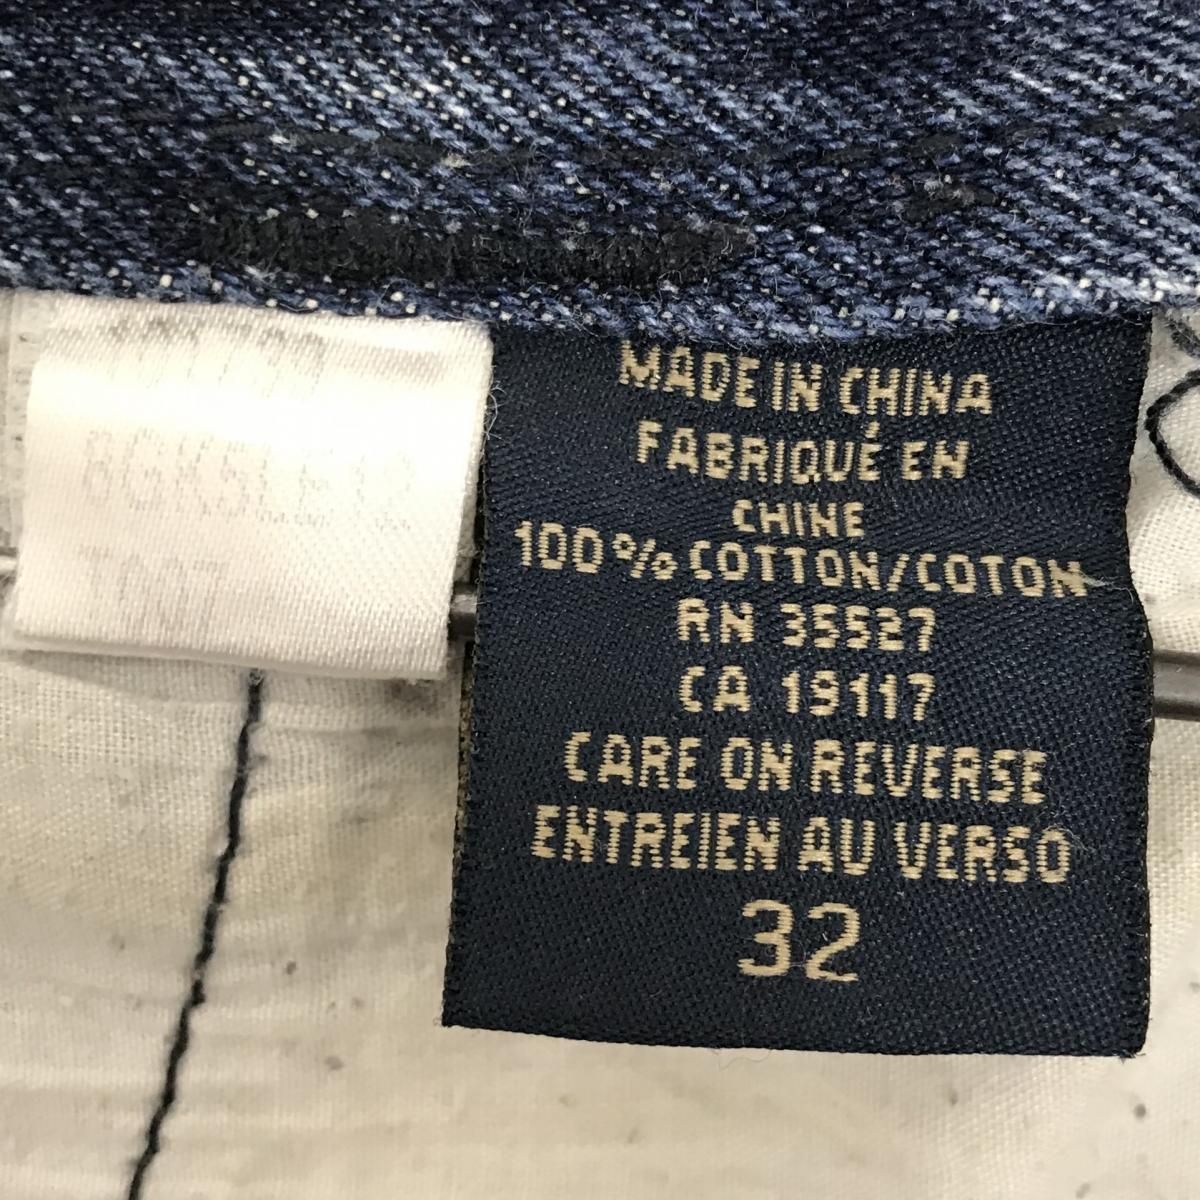 MADE IN CHINA
FABRIQUÉ EN
CHINE
100% COTTON/COTON
RN 35527
CA 19117
CARE ON REVERSE
ENTREIEN AU VERSO
32